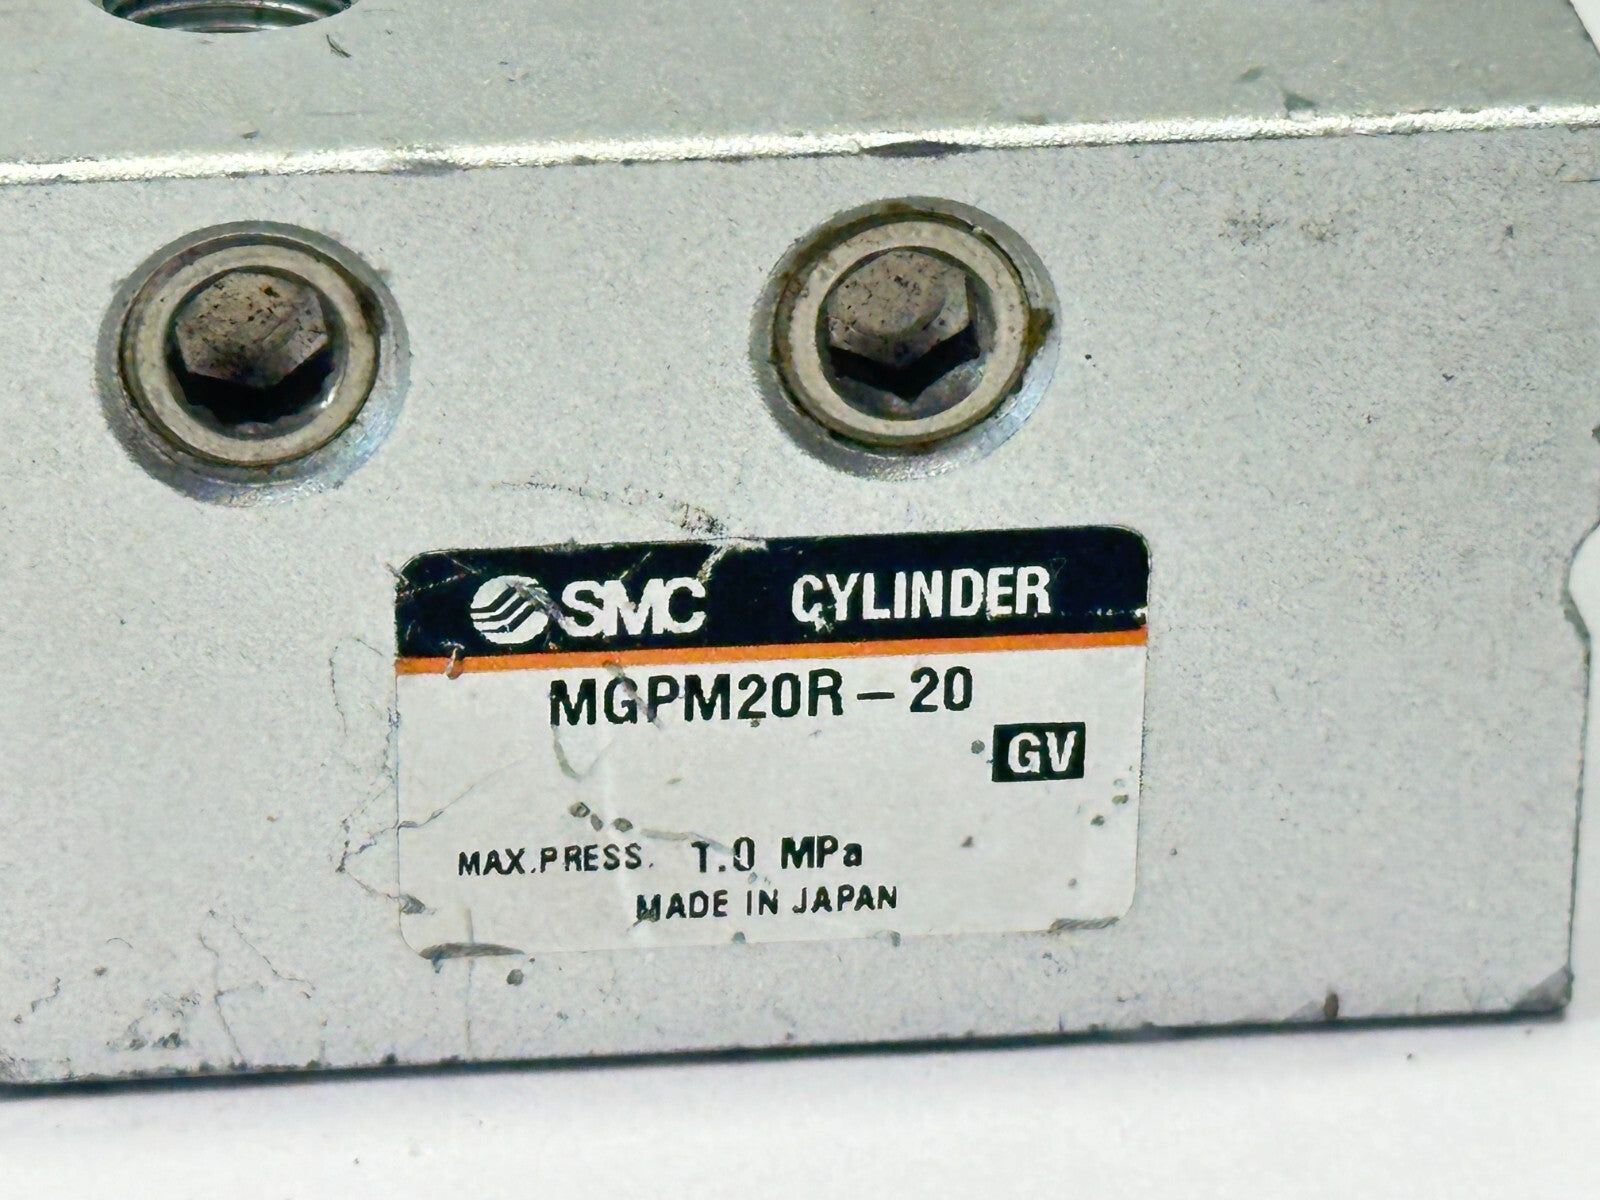 SMC CYLINDER
MGPM20R-20
GV
MAX.PRESS. 1.0 MPa
MADE IN JAPAN